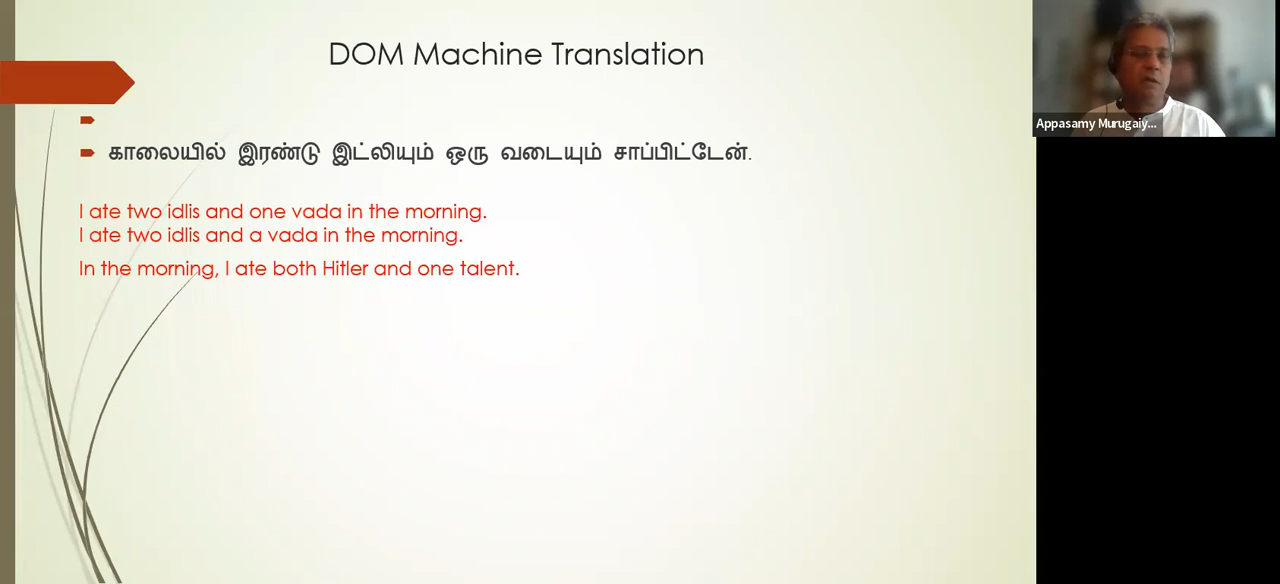 DOM Machine Translation
காலையில் இரண்டு இட்லியும் ஒரு வடையும் சாப்பிட்டேன்.
I ate two idlis and one vada in the morning.
I ate two idlis and a vada in the morning.
In the morning, I ate both Hitler and one talent.
Appasamy Murugaiy...